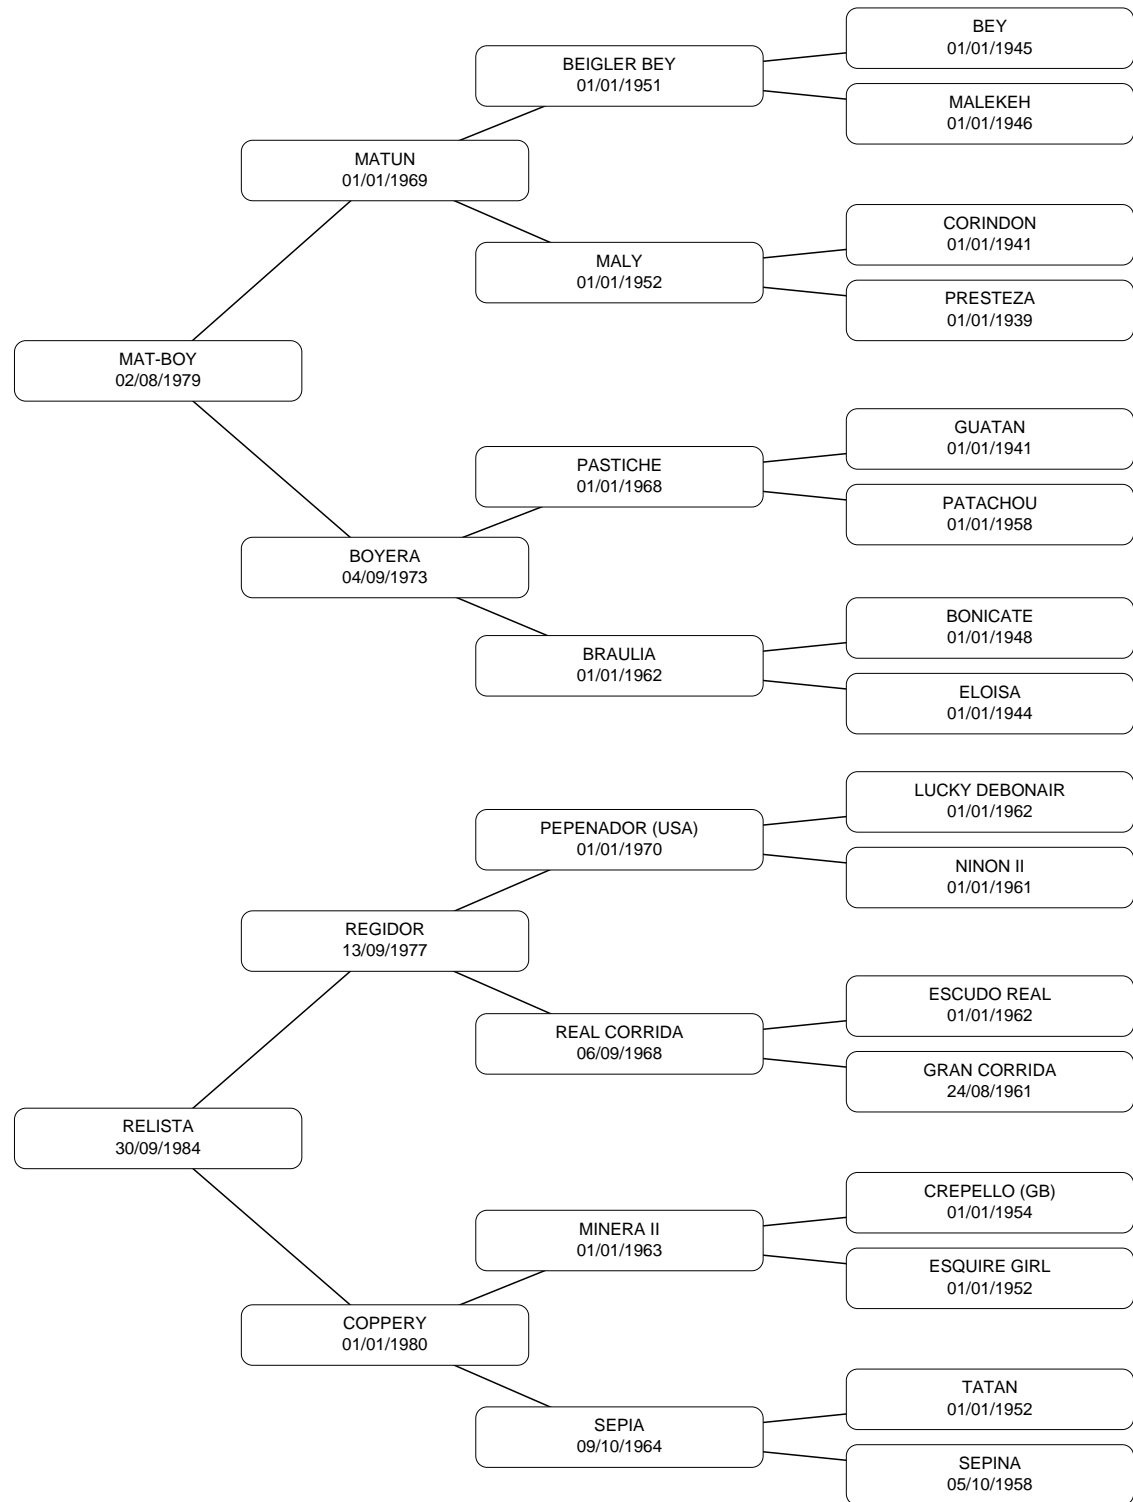 BEY
01/01/1945
BEIGLER BEY
01/01/1951
MALEKEH
01/01/1946
MATUN
01/01/1969
CORINDON
01/01/1941
MALY
01/01/1952
PRESTEZA
01/01/1939
MAT-BOY
02/08/1979
GUATAN
01/01/1941
PASTICHE
01/01/1968
PATACHOU
01/01/1958
BOYERA
04/09/1973
BONICATE
01/01/1948
BRAULIA
01/01/1962
ELOISA
01/01/1944
LUCKY DEBONAIR
01/01/1962
PEPENADOR (USA)
01/01/1970
NINON II
01/01/1961
REGIDOR
13/09/1977
ESCUDO REAL
01/01/1962
REAL CORRIDA
06/09/1968
GRAN CORRIDA
24/08/1961
RELISTA
30/09/1984
CREPELLO (GB)
01/01/1954
MINERA II
01/01/1963
ESQUIRE GIRL
01/01/1952
COPPERY
01/01/1980
TATAN
01/01/1952
SEPIA
09/10/1964
SEPINA
05/10/1958